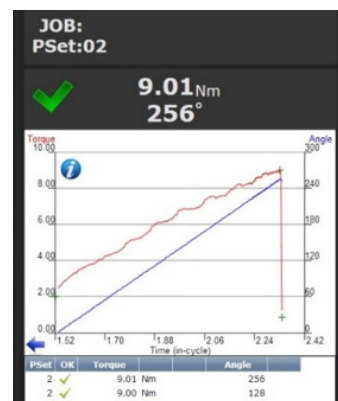 JOB:
PSet:02
9.01Nm
256°
Torque Angle
10.00 300
8.00 240
6.00 180
4.00 120
2.00 60
0.00 0
1.52 1.70 1.88 2.06 2.24 2.42
Time (in-cycle)
PSet OK Torque Angle
2 9.01 Nm 256
2 9.00 Nm 128